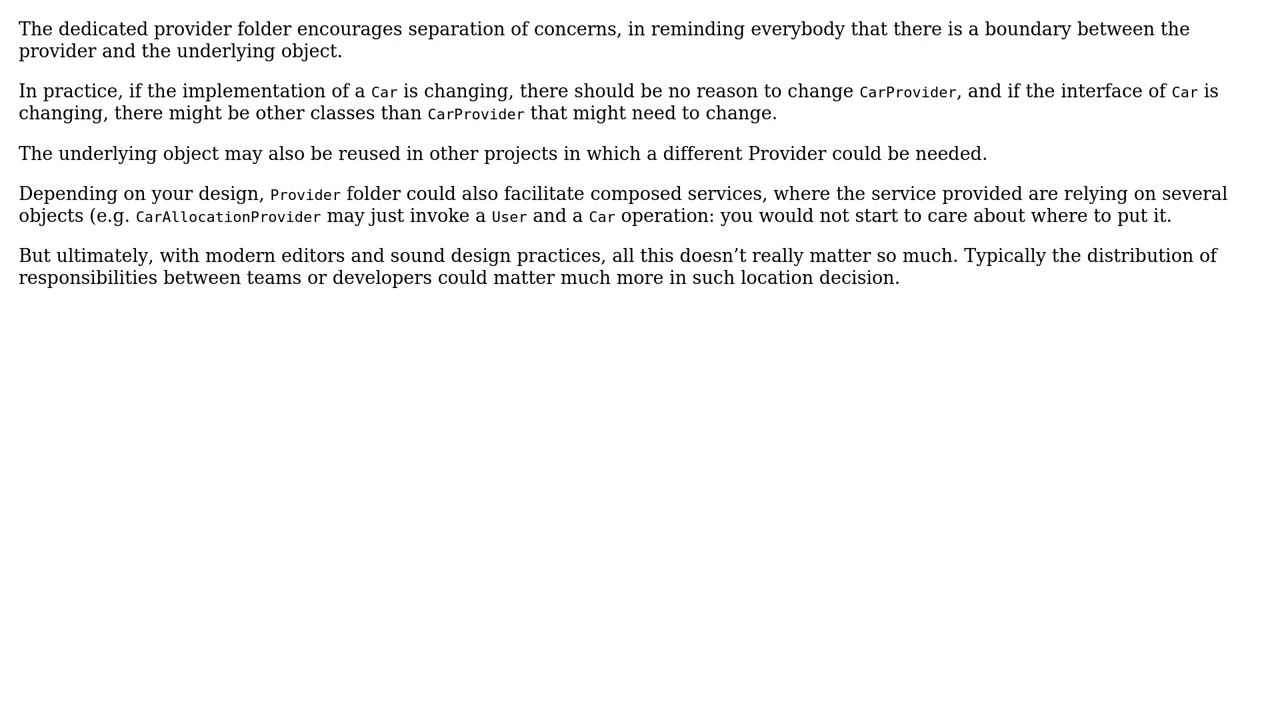 The dedicated provider folder encourages separation of concerns, in reminding everybody that there is a boundary between the
provider and the underlying object.
In practice, if the implementation of a Car is changing, there should be no reason to change CarProvider, and if the interface of Car is
changing, there might be other classes than CarProvider that might need to change.
The underlying object may also be reused in other projects in which a different Provider could be needed.
Depending on your design, Provider folder could also facilitate composed services, where the service provided are relying on several
objects (e.g. CarAllocationProvider may just invoke a User and a Car operation: you would not start to care about where to put it.
But ultimately, with modern editors and sound design practices, all this doesn’t really matter so much. Typically the distribution of
responsibilities between teams or developers could matter much more in such location decision.